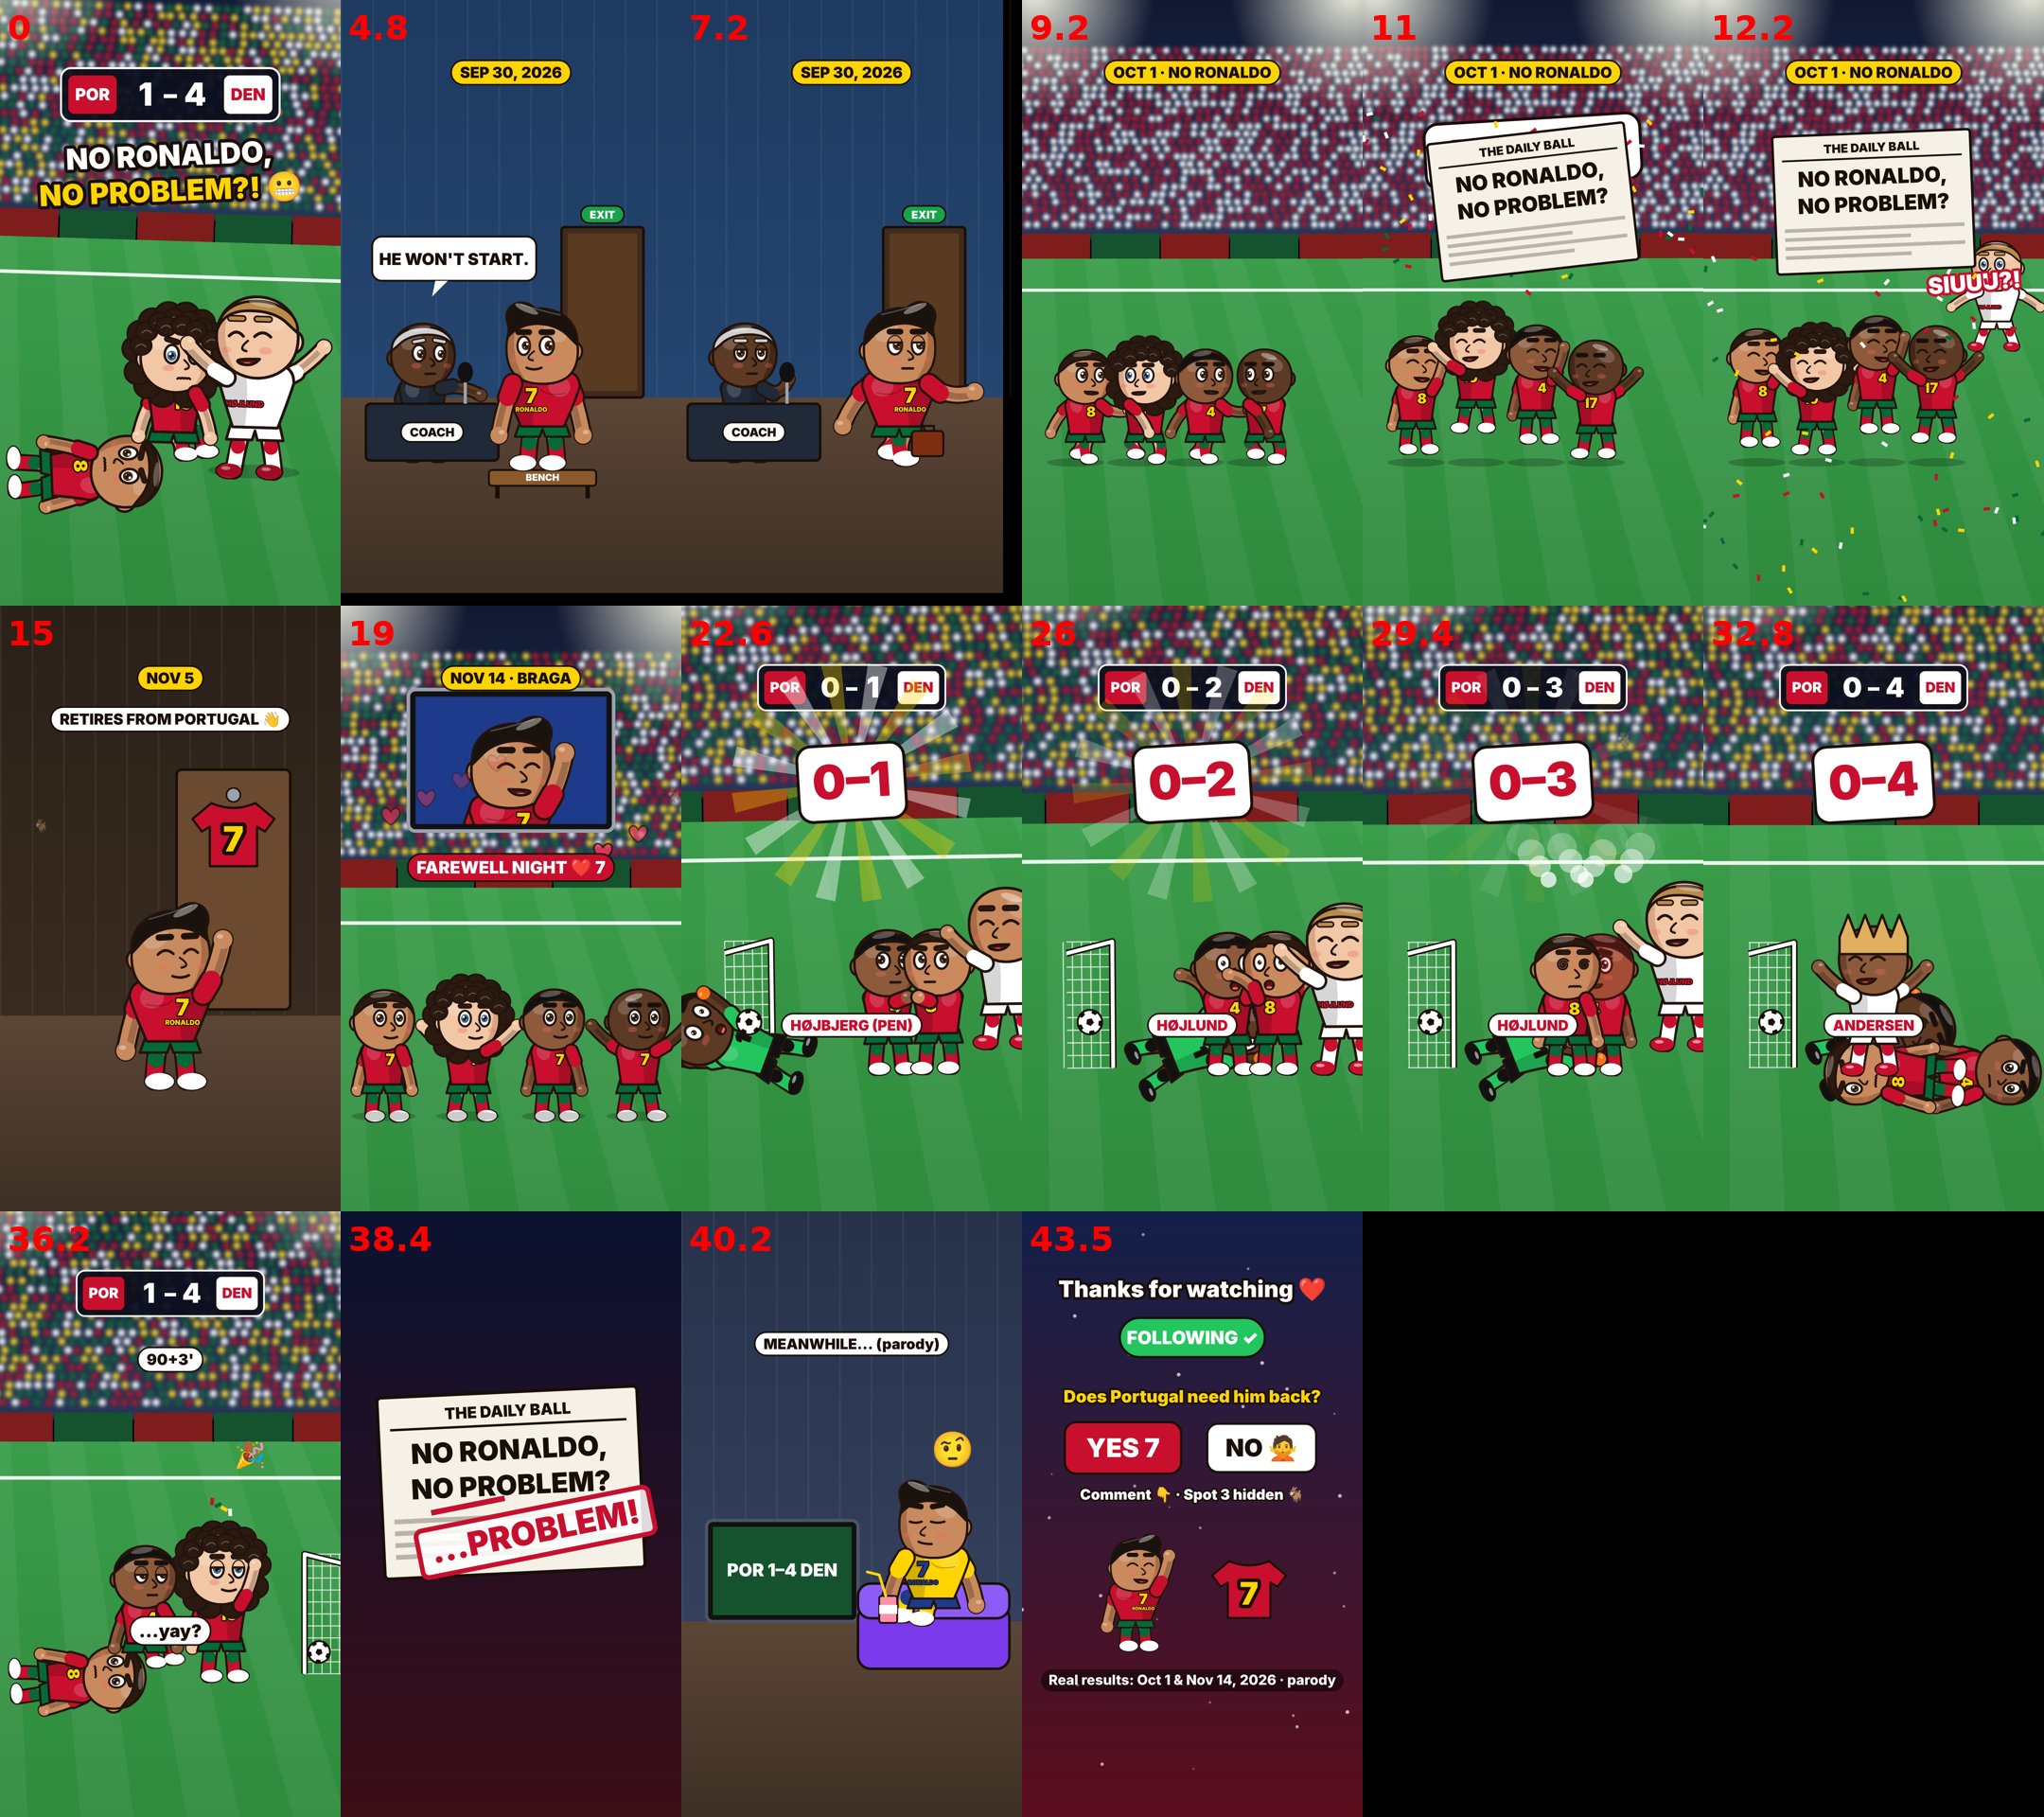 0
POR 1 – 4 DEN
NO RONALDO,
NO PROBLEM?! 😬
8
HØJLUND
4.8
SEP 30, 2026
EXIT
HE WON'T START.
7
RONALDO
COACH
BENCH
7.2
SEP 30, 2026
EXIT
7
RONALDO
COACH
9.2
OCT 1 · NO RONALDO
8
4
11
OCT 1 · NO RONALDO
THE DAILY BALL
NO RONALDO,
NO PROBLEM?
8
4
17
12.2
OCT 1 · NO RONALDO
THE DAILY BALL
NO RONALDO,
NO PROBLEM?
SIUUU?!
8
4
17
15
NOV 5
RETIRES FROM PORTUGAL 👋
7
7
RONALDO
19
NOV 14 · BRAGA
7
FAREWELL NIGHT ❤️ 7
7
7
7
22.6
POR 0 – 1 DEN
0–1
HØJBJERG (PEN)
26
POR 0 – 2 DEN
0–2
HØJLUND
4
8
HØJLUND
29.4
POR 0 – 3 DEN
0–3
HØJLUND
8
HØJLUND
32.8
POR 0 – 4 DEN
0–4
ANDERSEN
8
4
36.2
POR 1 – 4 DEN
90+3'
...yay?
8
38.4
THE DAILY BALL
NO RONALDO,
NO PROBLEM?
...PROBLEM!
40.2
MEANWHILE... (parody)
POR 1–4 DEN
7
RONALDO
43.5
Thanks for watching ❤️
FOLLOWING ✓
Does Portugal need him back?
YES 7
NO 🙅
Comment 👇 · Spot 3 hidden 🐐
7
RONALDO
7
Real results: Oct 1 & Nov 14, 2026 · parody